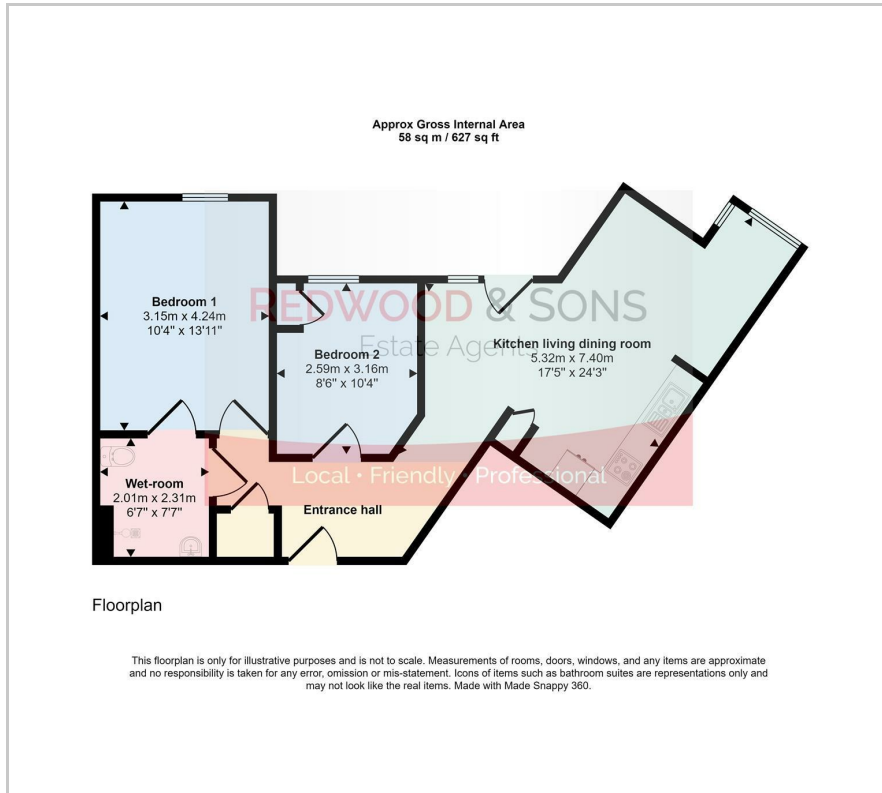 Approx Gross Internal Area
58 sq m / 627 sq ft
Bedroom 1
3.15m x 4.24m
10'4" x 13'11"
REDWOOD & SONS
Estate Agents
Bedroom 2
2.59m x 3.16m
8'6" x 10'4"
Kitchen living dining room
5.32m x 7.40m
17'5" x 24'3"
Wet-room
2.01m x 2.31m
6'7" x 7'7"
Local • Friendly • Professional
Entrance hall
Floorplan
This floorplan is only for illustrative purposes and is not to scale. Measurements of rooms, doors, windows, and any items are approximate
and no responsibility is taken for any error, omission or mis-statement. Icons of items such as bathroom suites are representations only and
may not look like the real items. Made with Made Snappy 360.